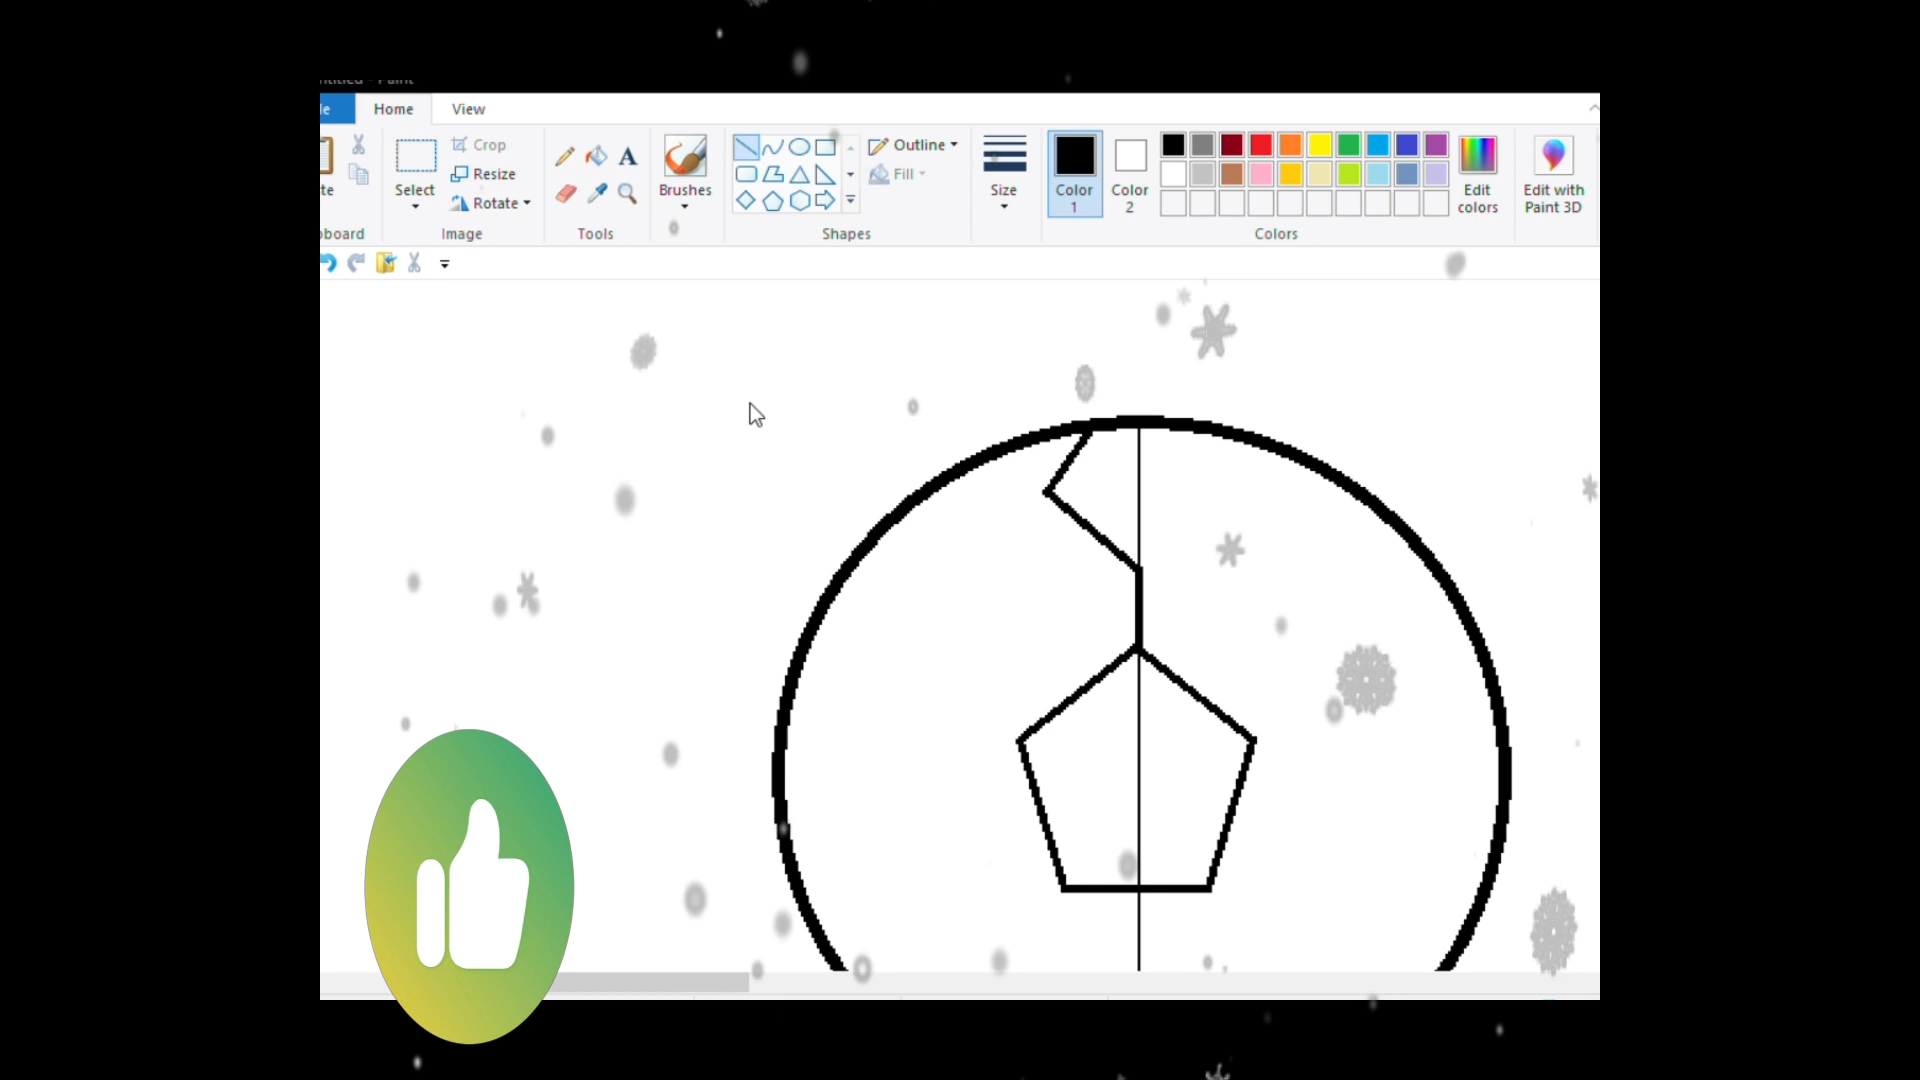 Home View
Crop
Outline
Resize
Fill
Select
Brushes
Size
Color
1
Color
2
Edit
colors
Edit with
Paint 3D
Rotate
Image
Tools
Shapes
Colors